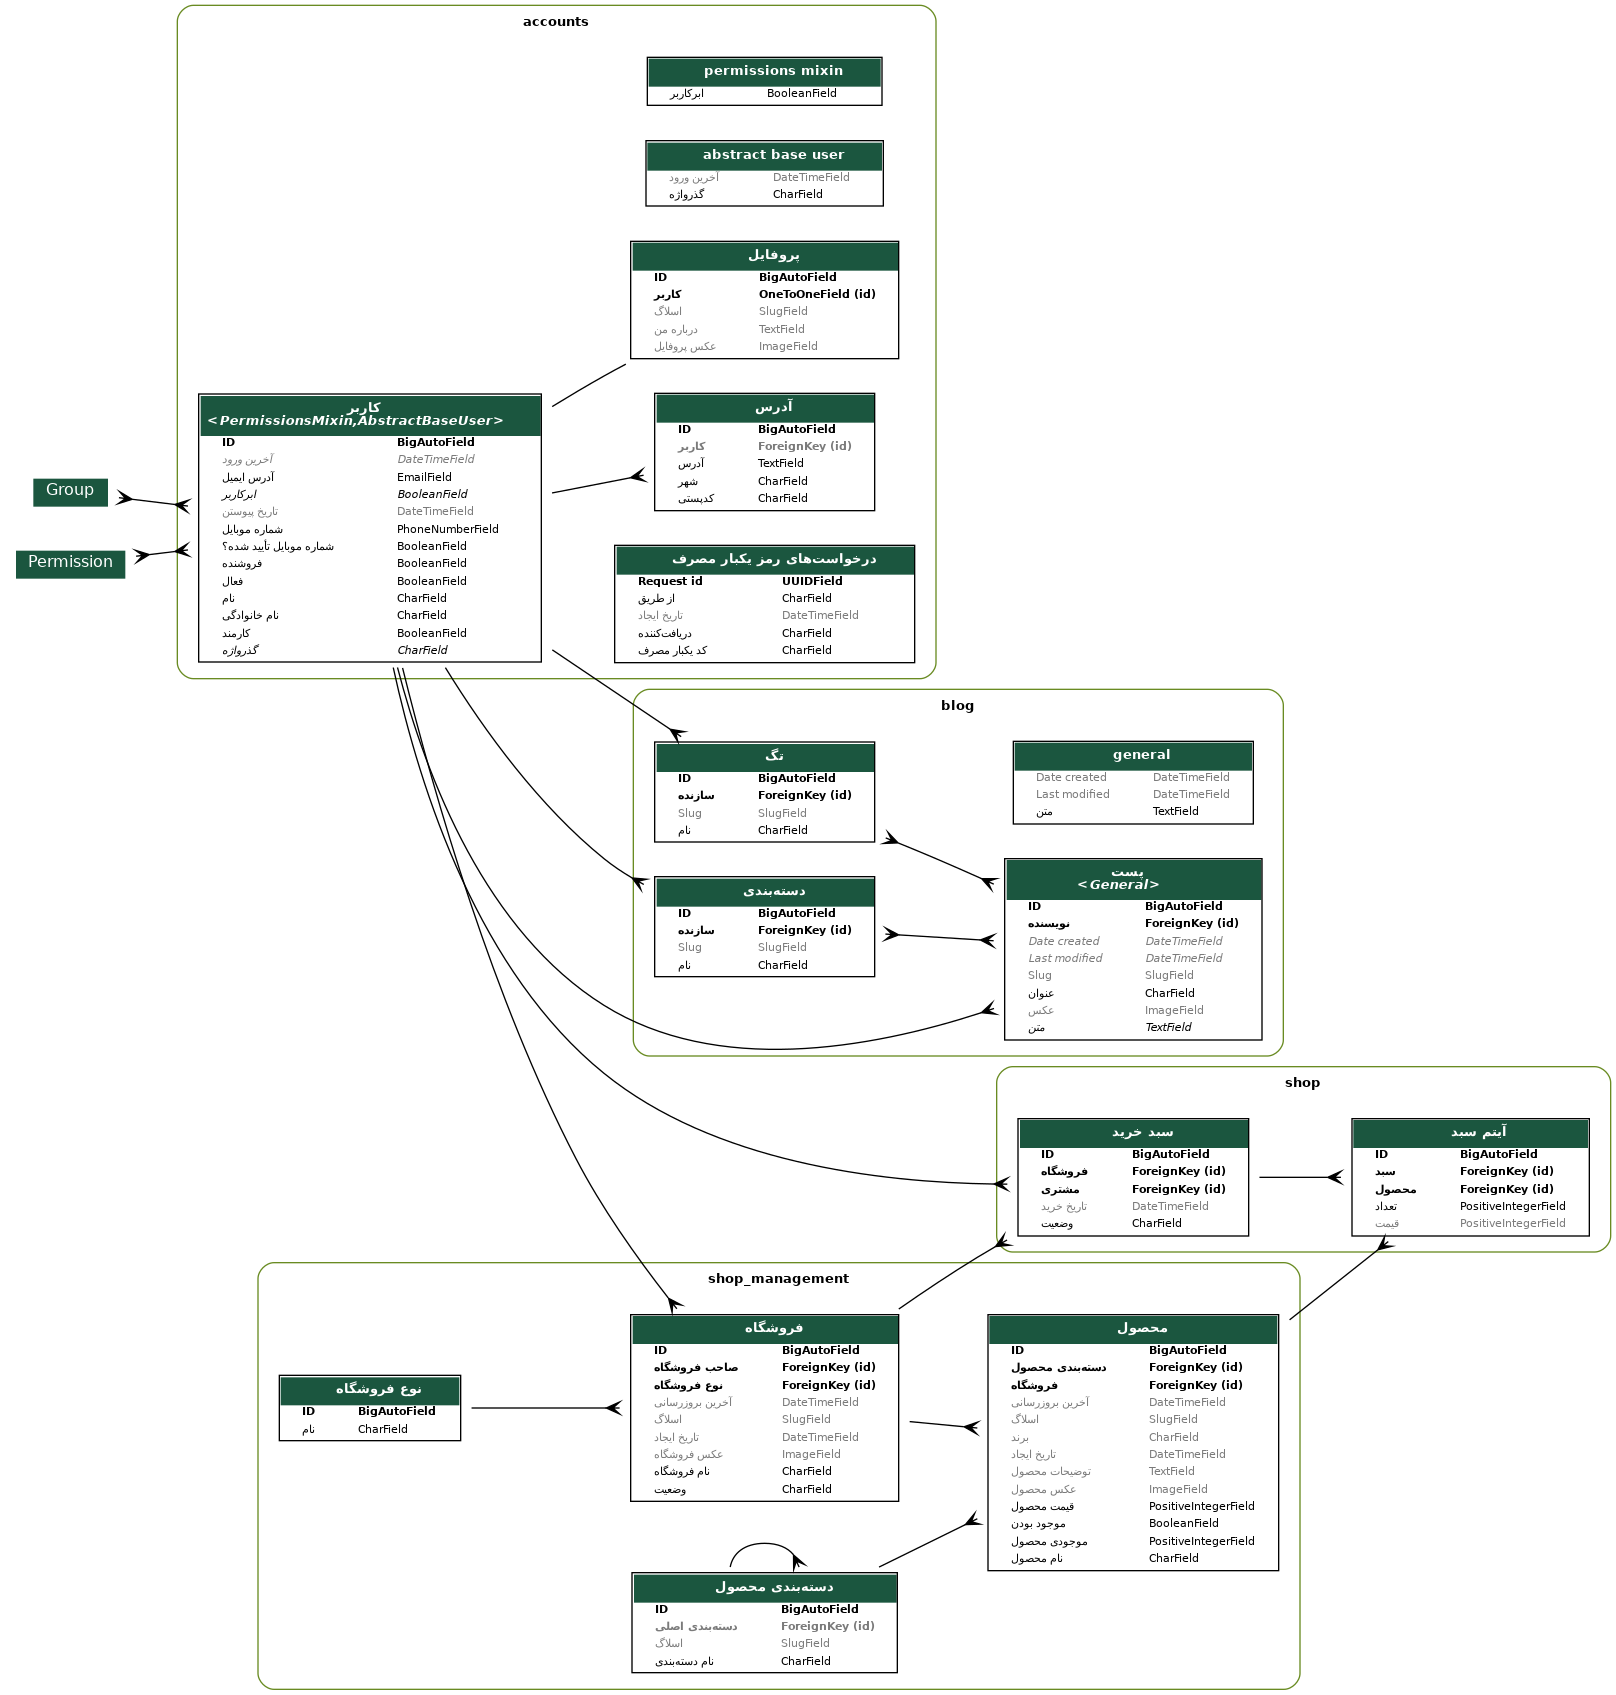 accounts
permissions mixin
ابرکاربر BooleanField
abstract base user
آخرین ورود DateTimeField
گذرواژه CharField
پروفایل
ID BigAutoField
کاربر OneToOneField (id)
اسلاگ SlugField
درباره من TextField
عکس پروفایل ImageField
کاربر
<PermissionsMixin,AbstractBaseUser>
ID BigAutoField
آخرین ورود DateTimeField
آدرس ایمیل EmailField
ابرکاربر BooleanField
تاریخ پیوستن DateTimeField
شماره موبایل PhoneNumberField
شماره موبایل تأیید شده؟ BooleanField
فروشنده BooleanField
فعال BooleanField
نام CharField
نام خانوادگی CharField
کارمند BooleanField
گذرواژه CharField
آدرس
ID BigAutoField
کاربر ForeignKey (id)
آدرس TextField
شهر CharField
کدپستی CharField
Group
Permission
درخواست‌های رمز یکبار مصرف
Request id UUIDField
از طریق CharField
تاریخ ایجاد DateTimeField
دریافت‌کننده CharField
کد یکبار مصرف CharField
blog
تگ
ID BigAutoField
سازنده ForeignKey (id)
Slug SlugField
نام CharField
general
Date created DateTimeField
Last modified DateTimeField
متن TextField
دسته‌بندی
ID BigAutoField
سازنده ForeignKey (id)
Slug SlugField
نام CharField
پست
<General>
ID BigAutoField
نویسنده ForeignKey (id)
Date created DateTimeField
Last modified DateTimeField
Slug SlugField
عنوان CharField
عکس ImageField
متن TextField
shop
سبد خرید
ID BigAutoField
فروشگاه ForeignKey (id)
مشتری ForeignKey (id)
تاریخ خرید DateTimeField
وضعیت CharField
آیتم سبد
ID BigAutoField
سبد ForeignKey (id)
محصول ForeignKey (id)
تعداد PositiveIntegerField
قیمت PositiveIntegerField
shop_management
نوع فروشگاه
ID BigAutoField
نام CharField
فروشگاه
ID BigAutoField
صاحب فروشگاه ForeignKey (id)
نوع فروشگاه ForeignKey (id)
آخرین بروزرسانی DateTimeField
اسلاگ SlugField
تاریخ ایجاد DateTimeField
عکس فروشگاه ImageField
نام فروشگاه CharField
وضعیت CharField
محصول
ID BigAutoField
دسته‌بندی محصول ForeignKey (id)
فروشگاه ForeignKey (id)
آخرین بروزرسانی DateTimeField
اسلاگ SlugField
برند CharField
تاریخ ایجاد DateTimeField
توضیحات محصول TextField
عکس محصول ImageField
قیمت محصول PositiveIntegerField
موجود بودن BooleanField
موجودی محصول PositiveIntegerField
نام محصول CharField
دسته‌بندی محصول
ID BigAutoField
دسته‌بندی اصلی ForeignKey (id)
اسلاگ SlugField
نام دسته‌بندی CharField